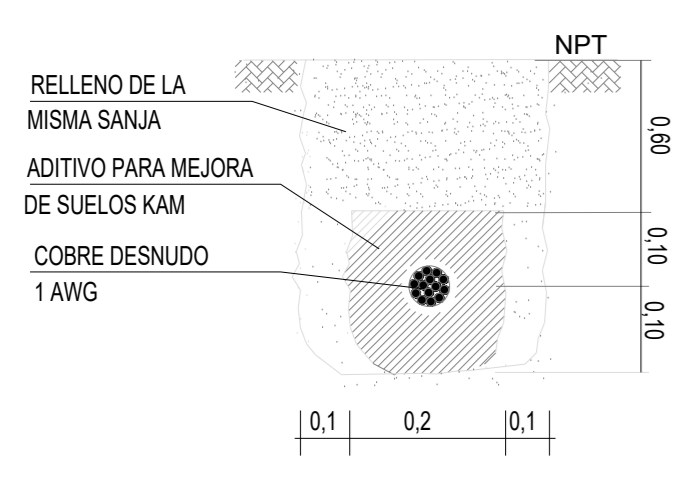 NPT
RELLENO DE LA
MISMA SANJA
ADITIVO PARA MEJORA
DE SUELOS KAM
COBRE DESNUDO
1 AWG
0,60
0,10
0,10
0,1
0,2
0,1